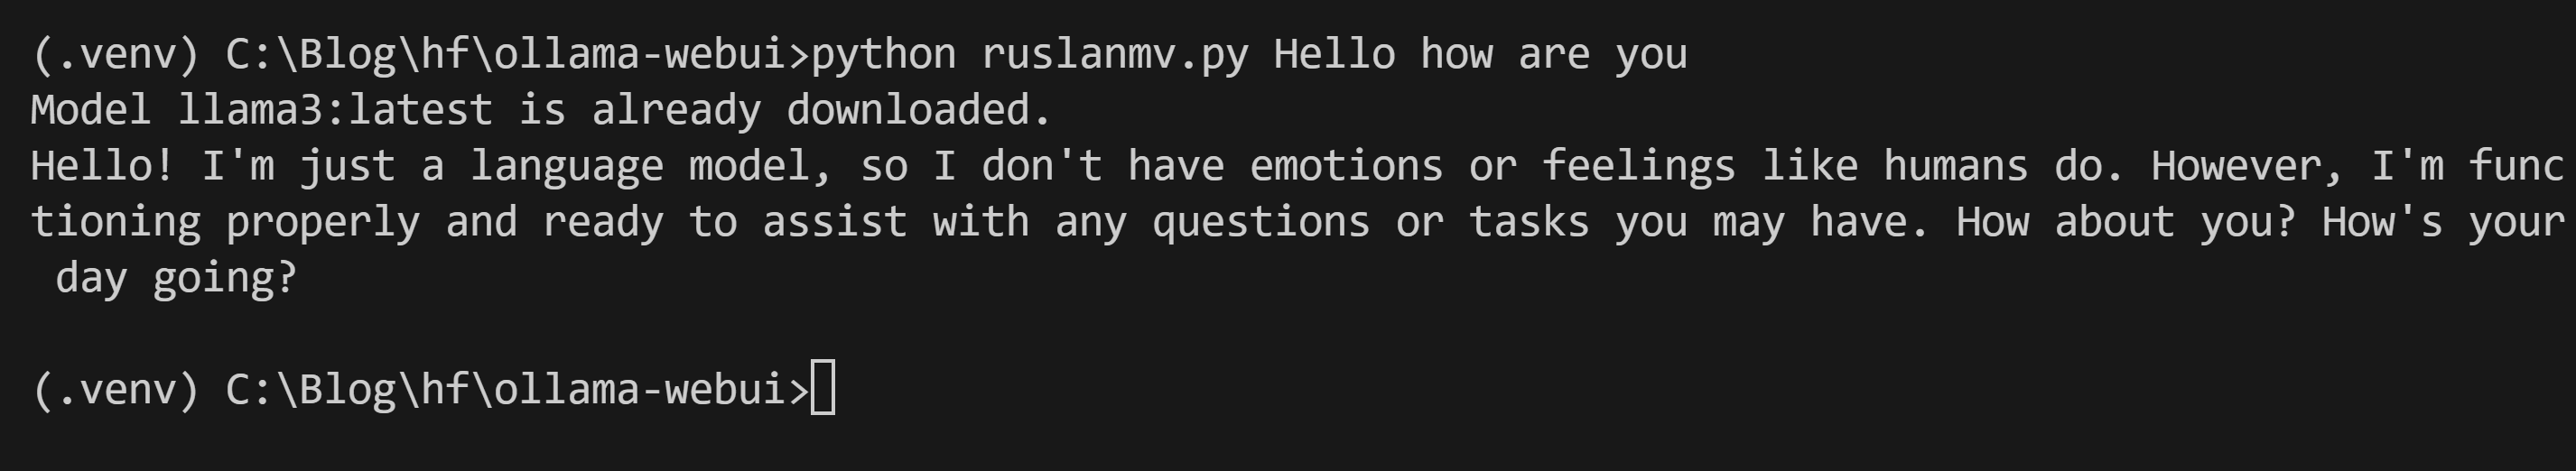 (.venv) C:\Blog\hf\ollama-webui>python ruslanmv.py Hello how are you
Model llama3:latest is already downloaded.
Hello! I'm just a language model, so I don't have emotions or feelings like humans do. However, I'm func
tioning properly and ready to assist with any questions or tasks you may have. How about you? How's your
 day going?
(.venv) C:\Blog\hf\ollama-webui>